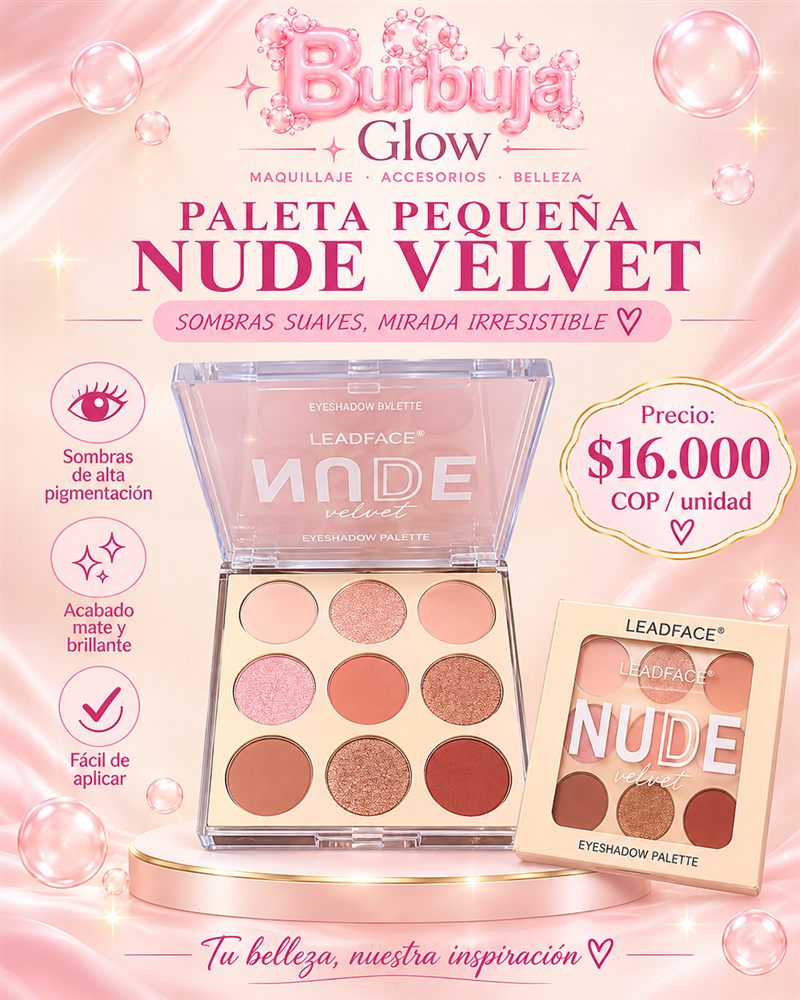 Burbuja
Glow
MAQUILLAJE · ACCESORIOS · BELLEZA
PALETA PEQUEÑA
NUDE VELVET
SOMBRAS SUAVES, MIRADA IRRESISTIBLE
Sombras
de alta
pigmentación
Acabado
mate y
brillante
Fácil de
aplicar
EYESHADOW BVLETTE
LEADFACE®
NUDE
velvet
EYESHADOW PALETTE
Precio:
$16.000
COP / unidad
LEADFACE®
LEADFACE®
NUDE
velvet
EYESHADOW PALETTE
Tu belleza, nuestra inspiración